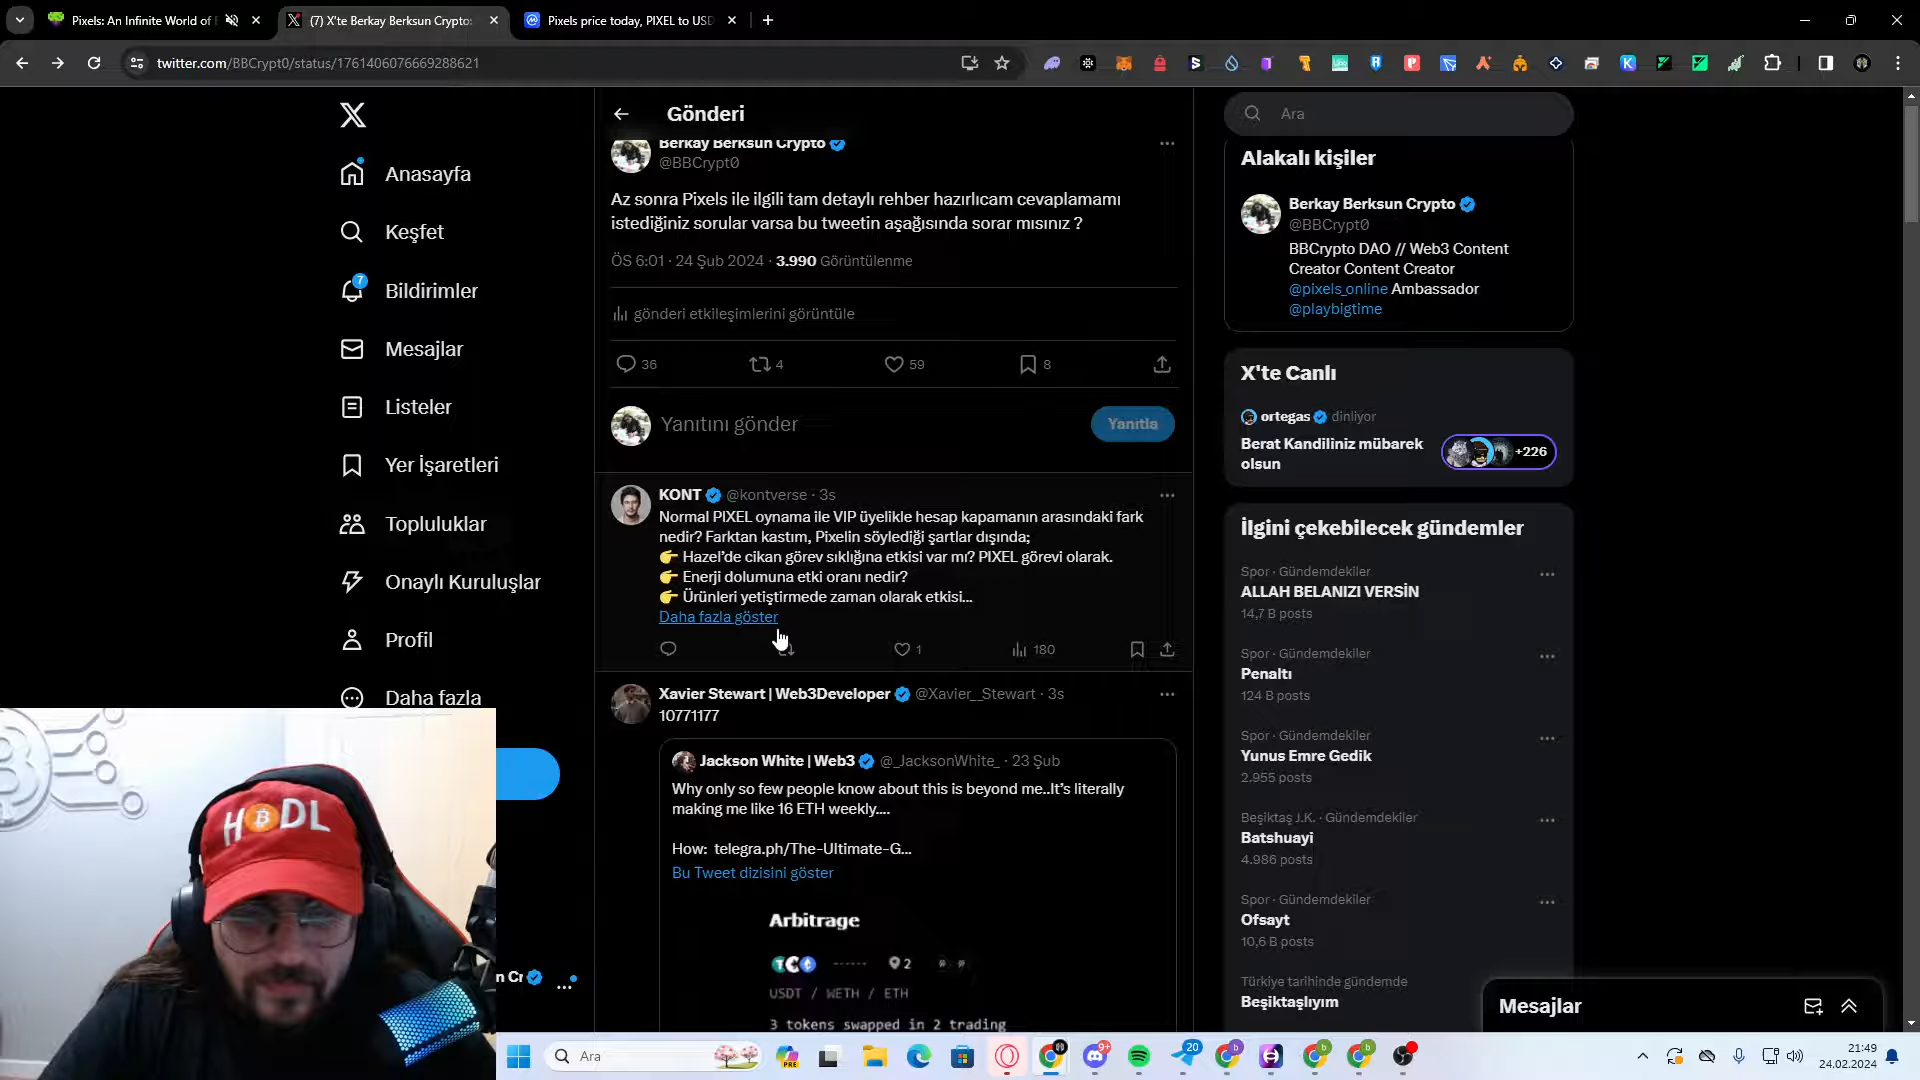 Pixels: An Infinite World of
(7) X'te Berkay Berksun Crypto:
Pixels price today, PIXEL to USD
twitter.com/BBCrypt0/status/1761406076669288621
Anasayfa
Keşfet
7
Bildirimler
Mesajlar
Listeler
Yer İşaretleri
Topluluklar
Onaylı Kuruluşlar
Profil
Daha fazla
Gönderi
Berkay Berksun Crypto
@BBCrypt0
Az sonra Pixels ile ilgili tam detaylı rehber hazırlıcam cevaplamamı
istediğiniz sorular varsa bu tweetin aşağısında sorar mısınız ?
ÖS 6:01 · 24 Şub 2024 · 3.990 Görüntülenme
gönderi etkileşimlerini görüntüle
36 4 59 8
Yanıtını gönder
Yanıtla
KONT @kontverse · 3s
Normal PIXEL oynama ile VIP üyelikle hesap kapamanın arasındaki fark
nedir? Farktan kastım, Pixelin söylediği şartlar dışında;
👉 Hazel'de cikan görev sıklığına etkisi var mı? PIXEL görevi olarak.
👉 Enerji dolumuna etki oranı nedir?
👉 Ürünleri yetiştirmede zaman olarak etkisi...
Daha fazla göster
1 180
Xavier Stewart | Web3Developer @Xavier__Stewart · 3s
10771177
Jackson White | Web3 @_JacksonWhite_ · 23 Şub
Why only so few people know about this is beyond me..It's literally
making me like 16 ETH weekly....
How: telegra.ph/The-Ultimate-G...
Bu Tweet dizisini göster
Arbitrage
2
USDT / WETH / ETH
3 tokens swapped in 2 trading
Ara
Alakalı kişiler
Berkay Berksun Crypto
@BBCrypt0
BBCrypto DAO // Web3 Content
Creator Content Creator
@pixels_online Ambassador
@playbigtime
X'te Canlı
ortegas dinliyor
Berat Kandiliniz mübarek
olsun
+226
İlgini çekebilecek gündemler
Spor · Gündemdekiler
ALLAH BELANIZI VERSİN
14,7 B posts
Spor · Gündemdekiler
Penaltı
124 B posts
Spor · Gündemdekiler
Yunus Emre Gedik
2.955 posts
Beşiktaş J.K. · Gündemdekiler
Batshuayi
4.986 posts
Spor · Gündemdekiler
Ofsayt
10,6 B posts
Türkiye tarihinde gündemde
Beşiktaşlıyım
Mesajlar
HODL
n Cr
Ara
PRE
9+
20
21:49
24.02.2024